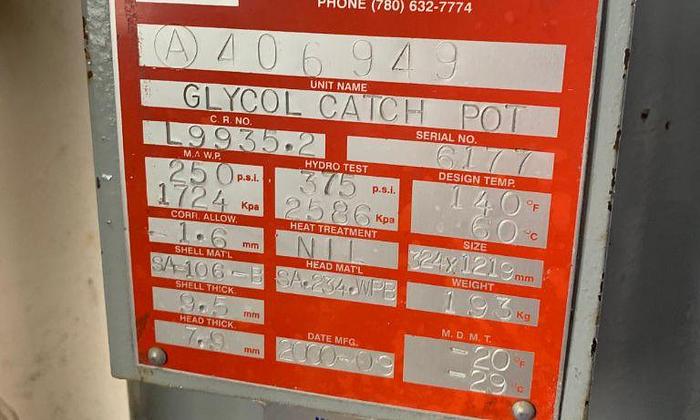 PHONE (780) 632-7774
Ⓐ 406949
UNIT NAME
GLYCOL CATCH POT
C. R. NO.
L9935.2
SERIAL NO.
6177
M.A.W.P.
250 p.s.i.
1724 Kpa
HYDRO TEST
375 p.s.i.
2586 Kpa
DESIGN TEMP.
140 °F
60 °C
CORR. ALLOW.
1.6 mm
HEAT TREATMENT
NIL
SIZE
324x1219 mm
SHELL MAT'L
SA-106-B
HEAD MAT'L
SA.234.WPB
WEIGHT
193 Kg
SHELL THICK.
9.5 mm
HEAD THICK.
7.9 mm
DATE MFG.
2000-09
M. D. M. T.
-20 °F
-29 °C